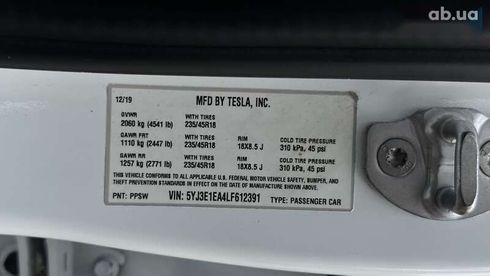 ab.ua
12/19 MFD BY TESLA, INC.
GVWR WITH TIRES
2060 kg (4541 lb) 235/45R18
GAWR FRT WITH TIRES RIM COLD TIRE PRESSURE
1110 kg (2447 lb) 235/45R18 18X8.5 J 310 kPa, 45 psi
GAWR RR WITH TIRES RIM COLD TIRE PRESSURE
1257 kg (2771 lb) 235/45R18 18X8.5 J 310 kPa, 45 psi
THIS VEHICLE CONFORMS TO ALL APPLICABLE U.S. FEDERAL MOTOR VEHICLE SAFETY, BUMPER, AND
THEFT PREVENTION STANDARDS IN EFFECT ON THE DATE OF MANUFACTURE SHOWN ABOVE.
PNT: PPSW VIN: 5YJ3E1EA4LF612391 TYPE: PASSENGER CAR